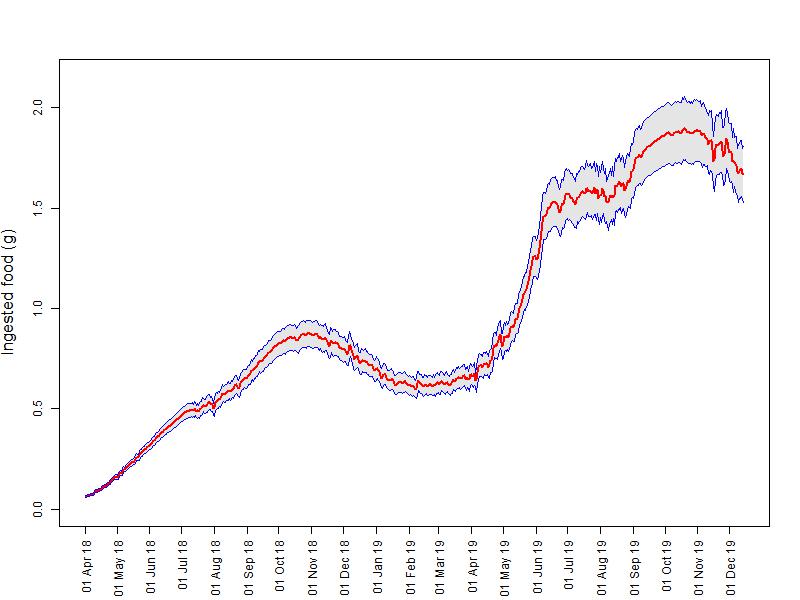 Ingested food (g)
2.0
1.5
1.0
0.5
0.0
01 Apr 18
01 May 18
01 Jun 18
01 Jul 18
01 Aug 18
01 Sep 18
01 Oct 18
01 Nov 18
01 Dec 18
01 Jan 19
01 Feb 19
01 Mar 19
01 Apr 19
01 May 19
01 Jun 19
01 Jul 19
01 Aug 19
01 Sep 19
01 Oct 19
01 Nov 19
01 Dec 19